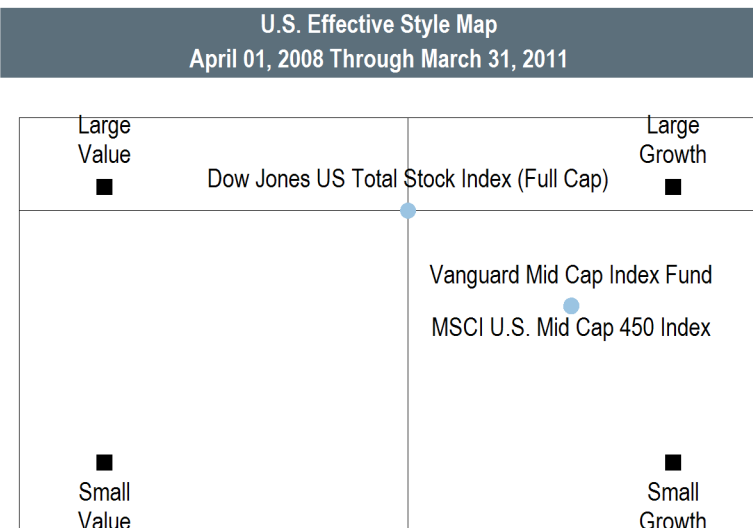 U.S. Effective Style Map
April 01, 2008 Through March 31, 2011
Large
Value
Large
Growth
Dow Jones US Total Stock Index (Full Cap)
Vanguard Mid Cap Index Fund
MSCI U.S. Mid Cap 450 Index
Small
Value
Small
Growth